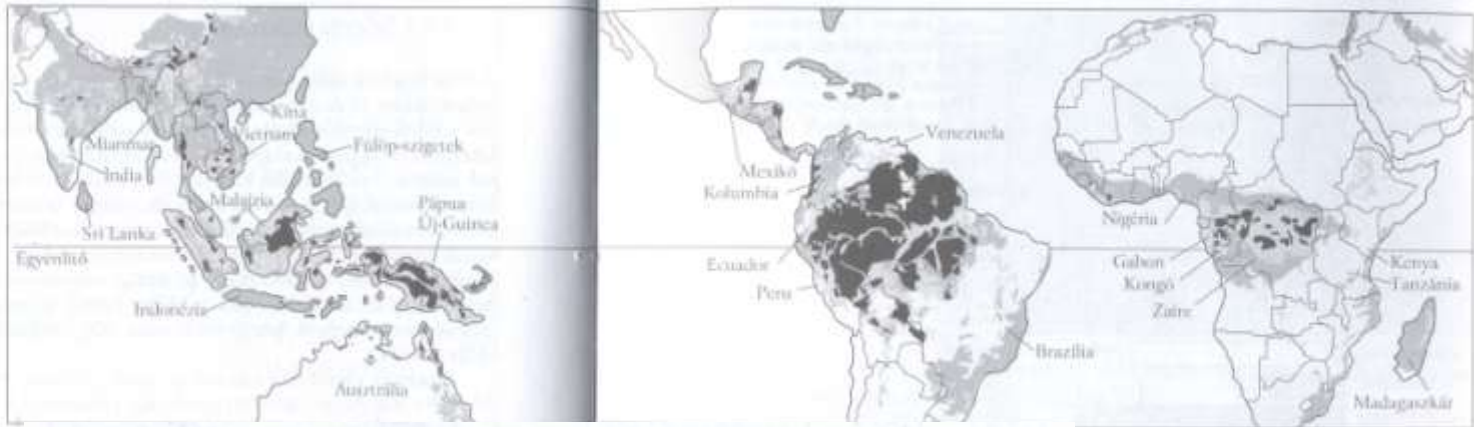 Kína
Vietnam
Mianmar
Fülöp-szigetek
India
Malájzia
Pápua
Új-Guinea
Srí Lanka
Egyenlítő
Indonézia
Ausztrália
Venezuela
Mexikó
Kolumbia
Ecuador
Peru
Brazília
Nigéria
Gabon
Kongó
Zaire
Kenya
Tanzánia
Madagaszkár